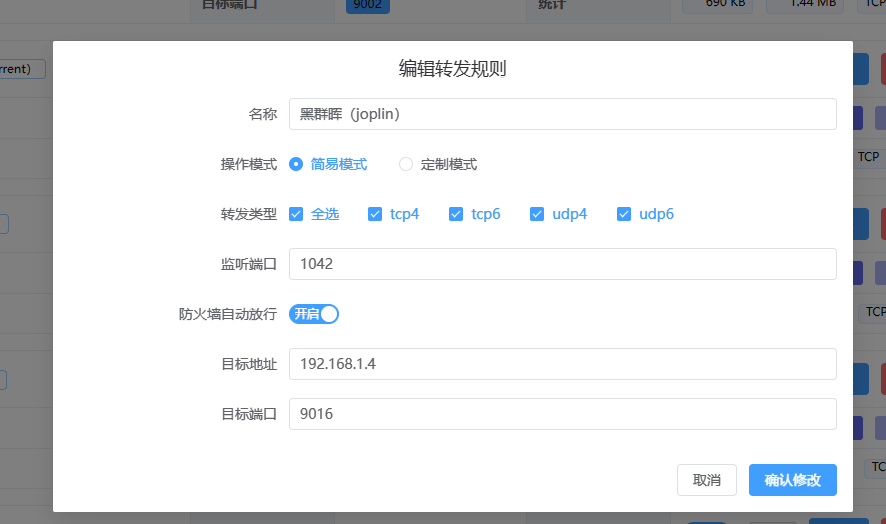 目标端口 9002 统计 690 KB 1.44 MB TCP
编辑转发规则
rrent)
名称 黑群晖（joplin）
操作模式 简易模式 定制模式
TCP
转发类型 全选 tcp4 tcp6 udp4 udp6
监听端口 1042
防火墙自动放行 开启
TCP
目标地址 192.168.1.4
目标端口 9016
TC
取消 确认修改